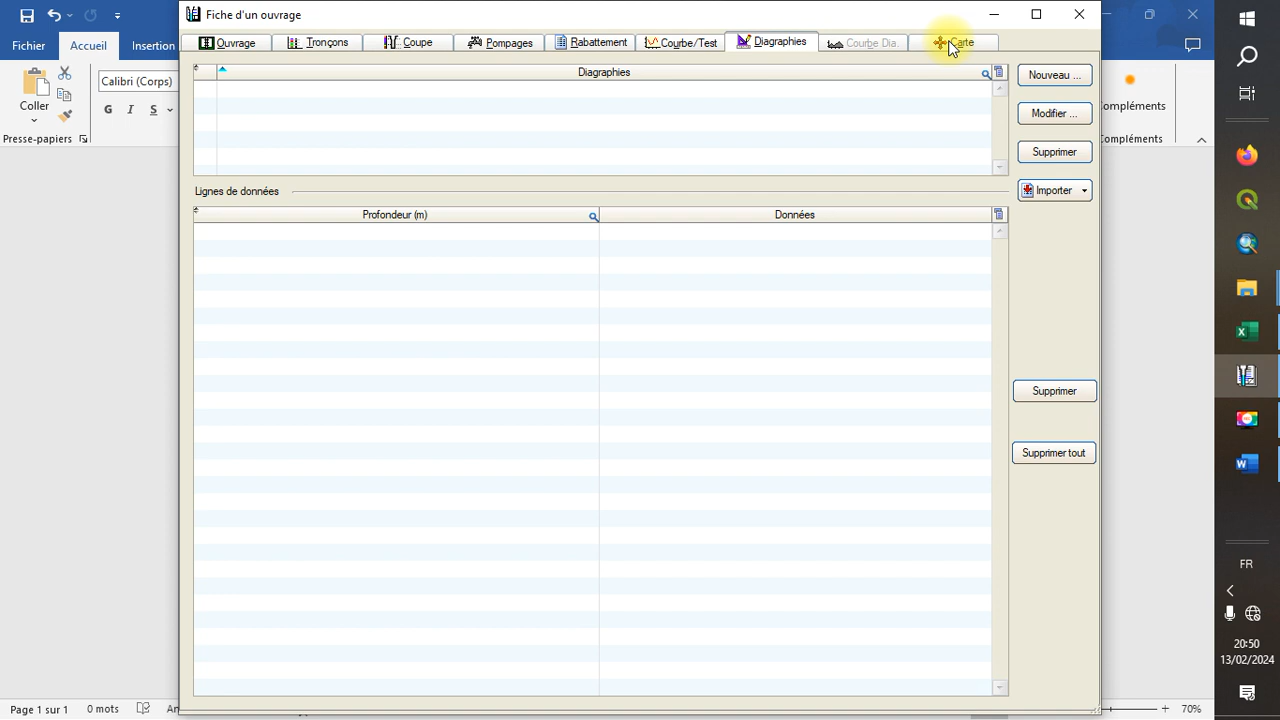 Fiche d'un ouvrage
Fichier
Accueil
Insertion
Ouvrage
Tronçons
Coupe
Pompages
Rabattement
Courbe/Test
Diagraphies
Courbe Dia.
Carte
Coller
Calibri (Corps)
G I S
Presse-papiers
Compléments
Compléments
Diagraphies
Nouveau ...
Modifier ...
Supprimer
Importer
Lignes de données
Profondeur (m)
Données
Supprimer
Supprimer tout
FR
20:50
13/02/2024
Page 1 sur 1
0 mots
70%